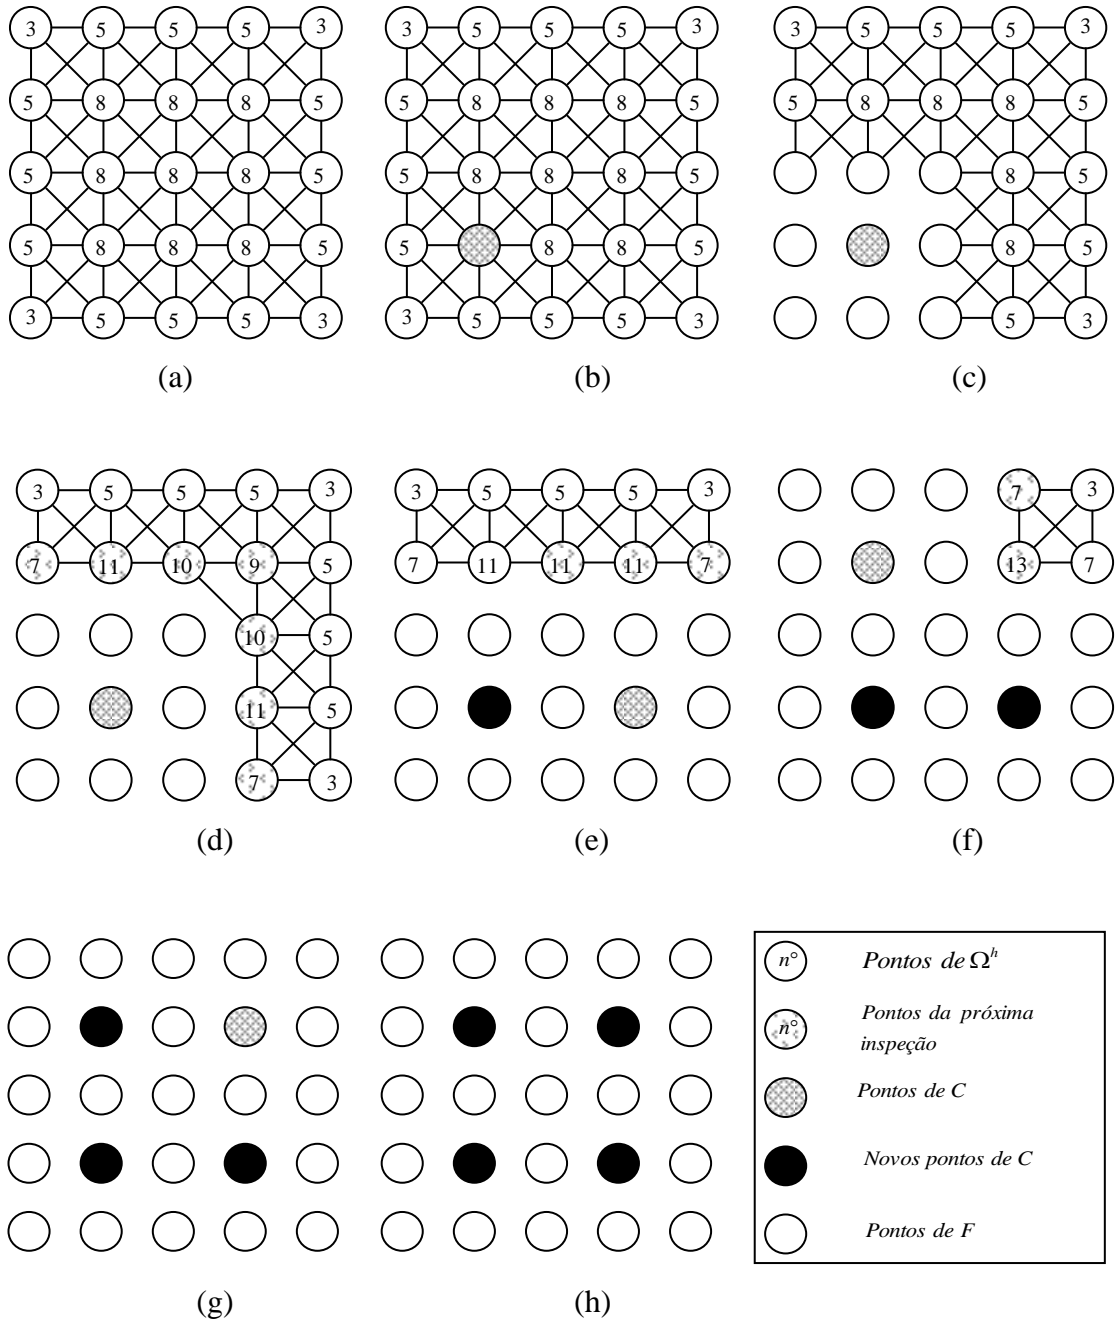 3 5 5 5 3 3 5 5 5 3 3 5 5 5 3
5 8 8 8 5 5 8 8 8 5 5 8 8 8 5
5 8 8 8 5 5 8 8 8 5 8 5
5 8 8 8 5 5 8 8 5 8 5
3 5 5 5 3 3 5 5 5 3 5 3
(a) (b) (c)
3 5 5 5 3 3 5 5 5 3 7 3
7 11 10 9 5 7 11 11 11 7 13 7
10 5
11 5
7 3
(d) (e) (f)
n° Pontos de Ωʰ
n° Pontos da próxima
inspeção
Pontos de C
Novos pontos de C
Pontos de F
(g) (h)